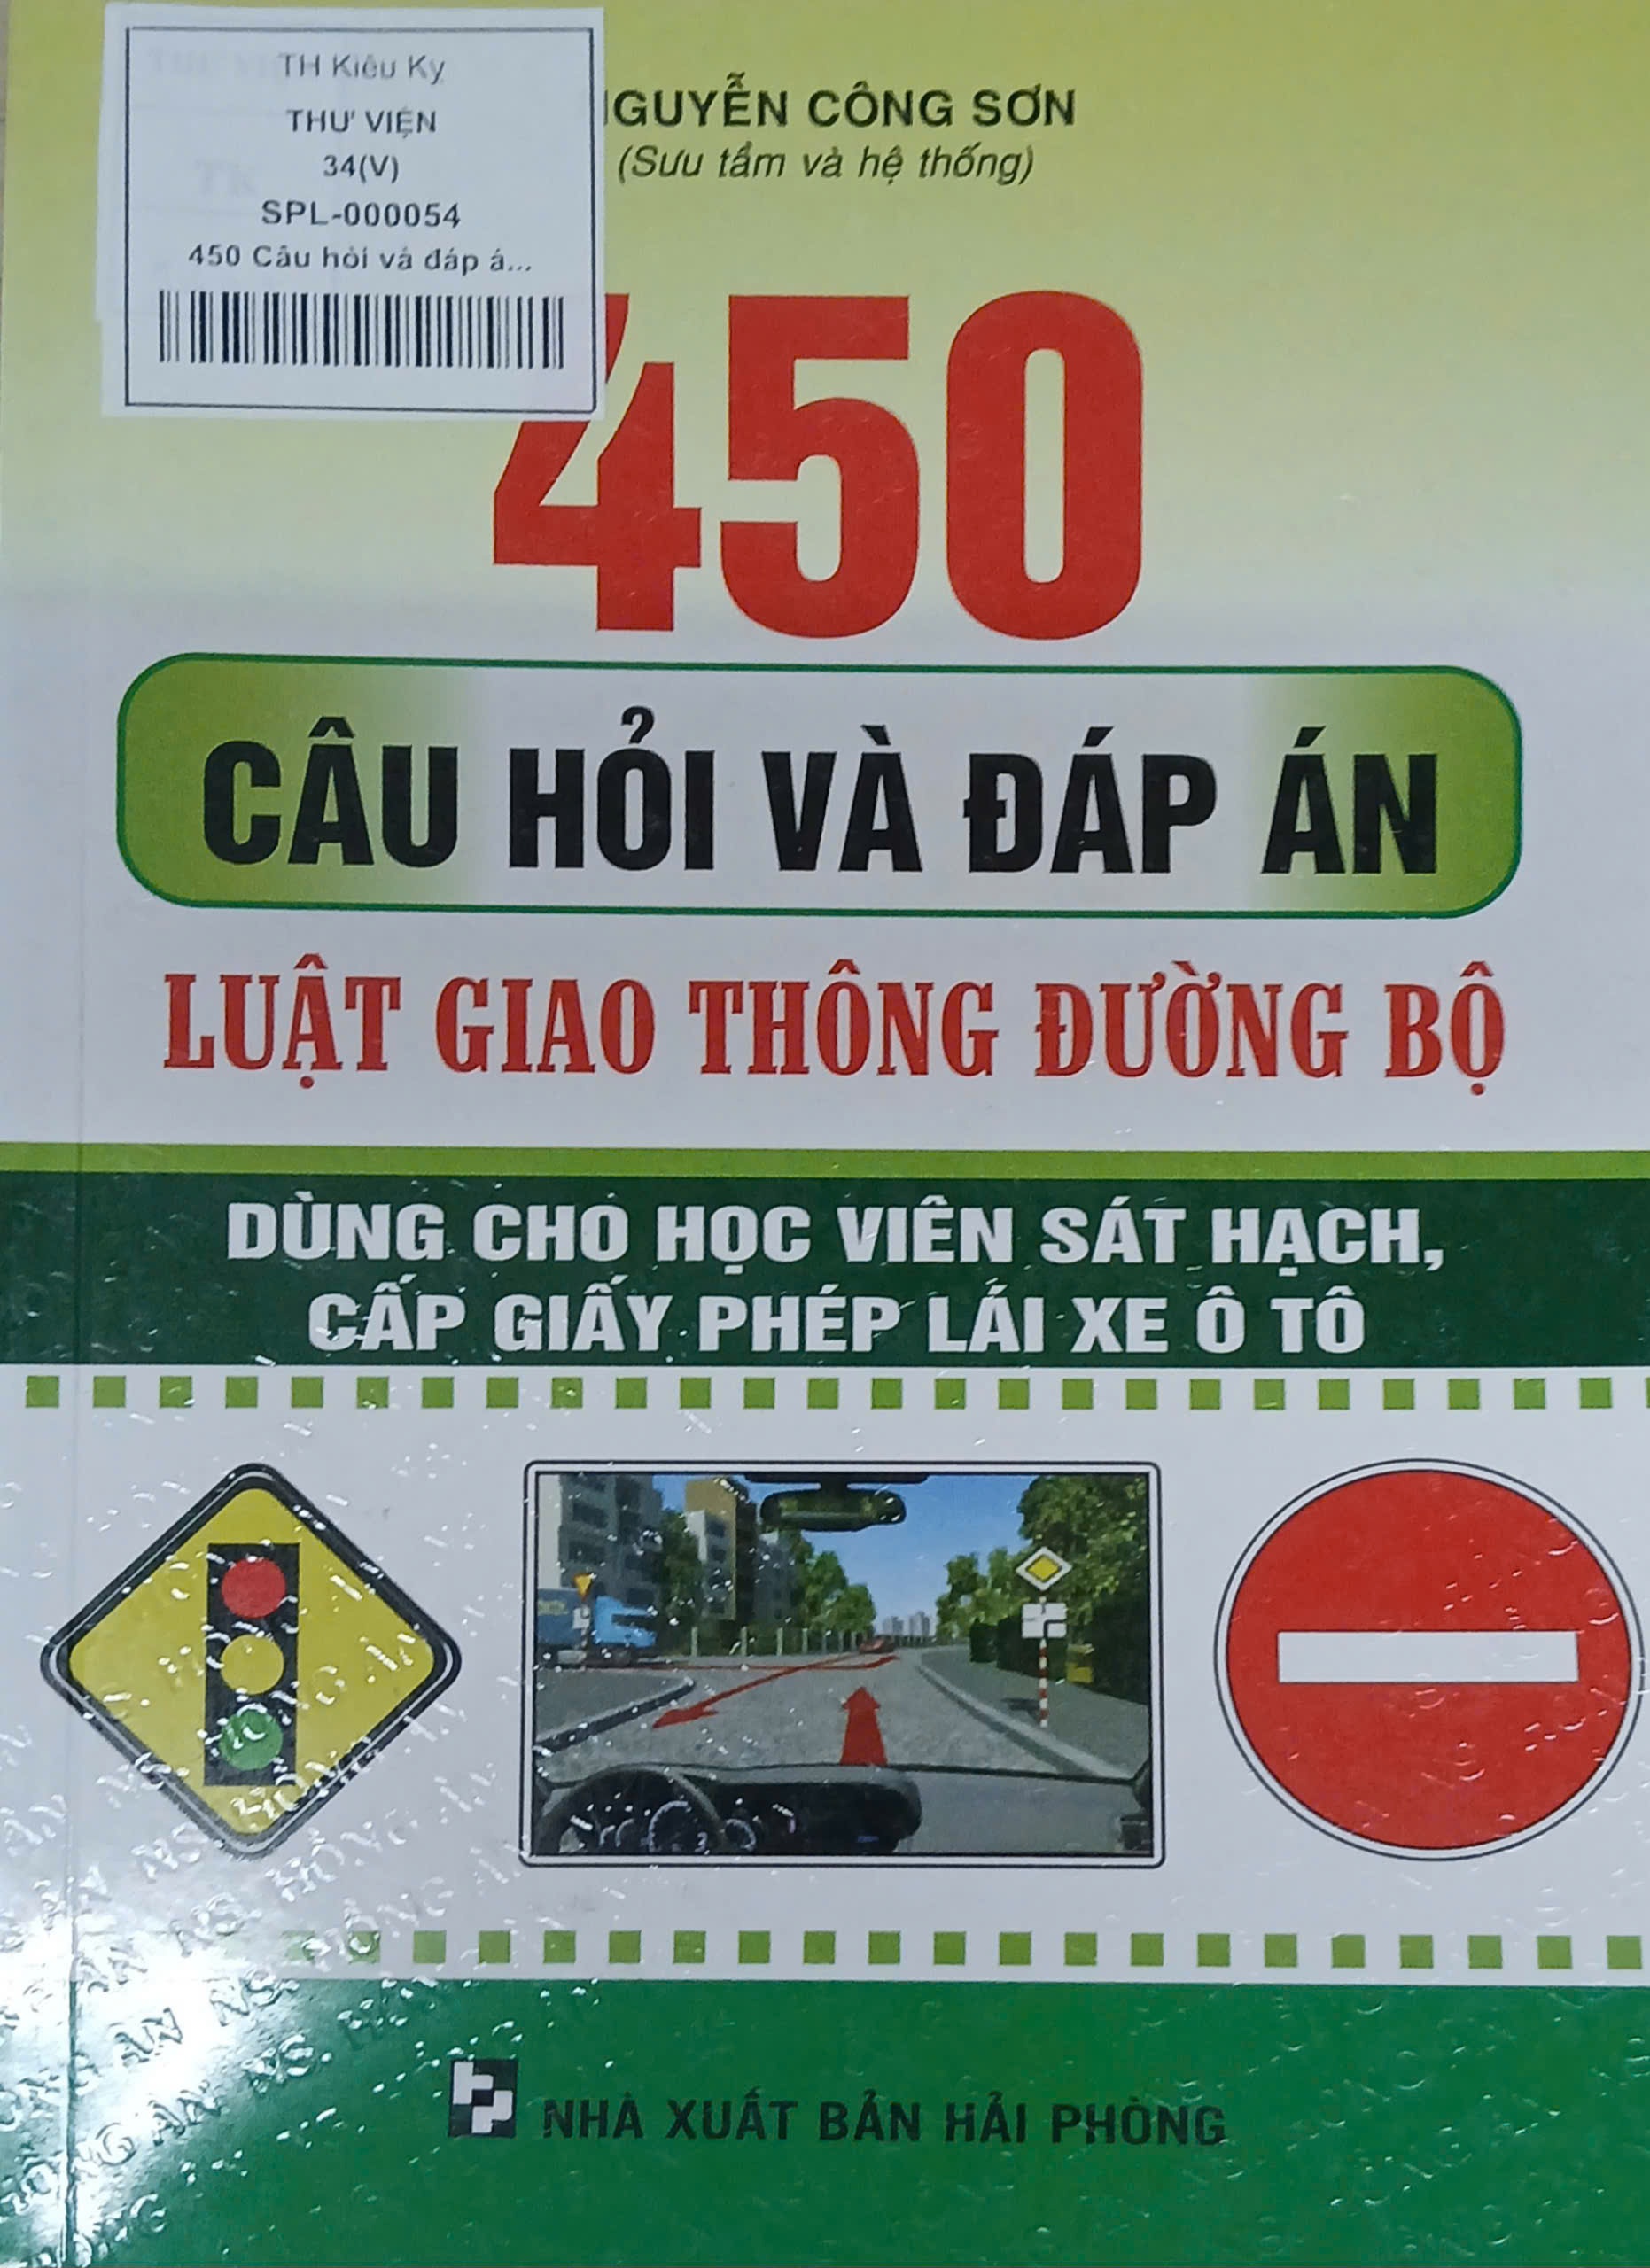 TH Kiêu Kỵ
THƯ VIỆN
34(V)
SPL-000054
450 Câu hỏi và đáp á...
NGUYỄN CÔNG SƠN
(Sưu tầm và hệ thống)
450
CÂU HỎI VÀ ĐÁP ÁN
LUẬT GIAO THÔNG ĐƯỜNG BỘ
DÙNG CHO HỌC VIÊN SÁT HẠCH,
CẤP GIẤY PHÉP LÁI XE Ô TÔ
NHÀ XUẤT BẢN HẢI PHÒNG